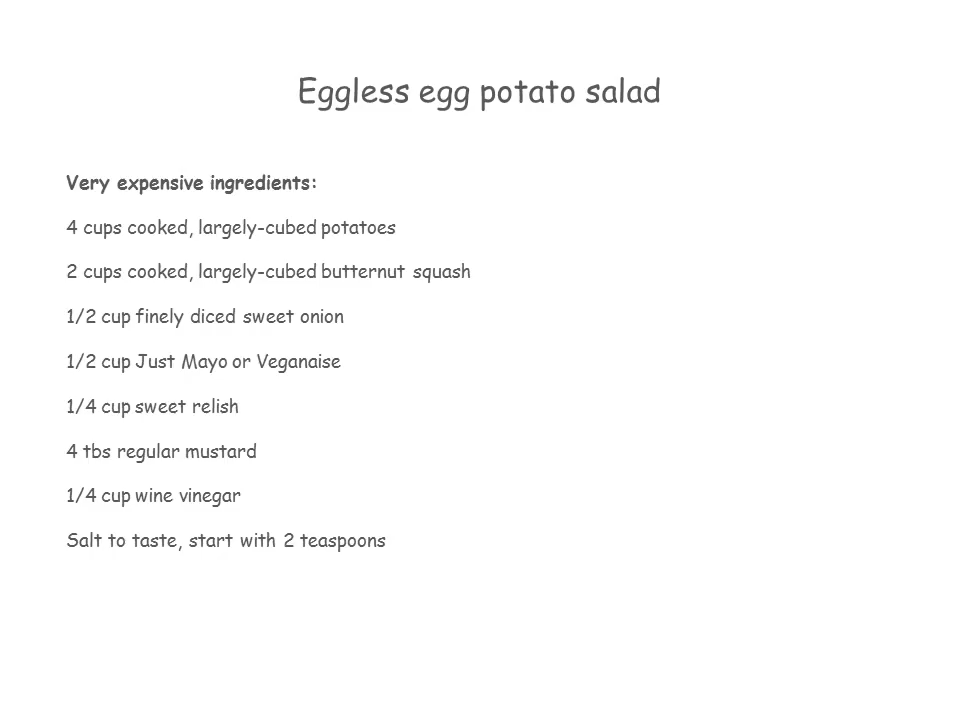 Eggless egg potato salad
Very expensive ingredients:
4 cups cooked, largely-cubed potatoes
2 cups cooked, largely-cubed butternut squash
1/2 cup finely diced sweet onion
1/2 cup Just Mayo or Veganaise
1/4 cup sweet relish
4 tbs regular mustard
1/4 cup wine vinegar
Salt to taste, start with 2 teaspoons